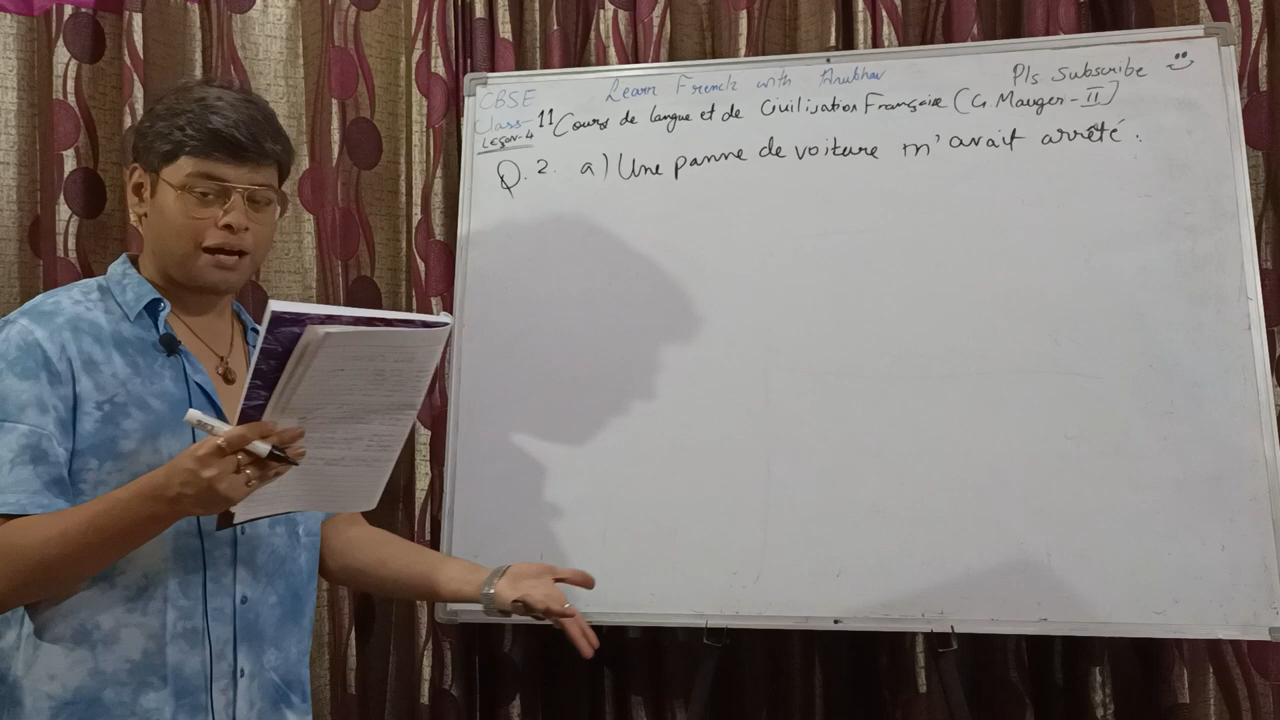 CBSE Learn French with Anubhav Pls Subscribe
Class-11 Cours de langue et de Civilisation Française (G. Mauger-II)
Leçon-4
Q.2. a) Une panne de voiture m'avait arrêté.